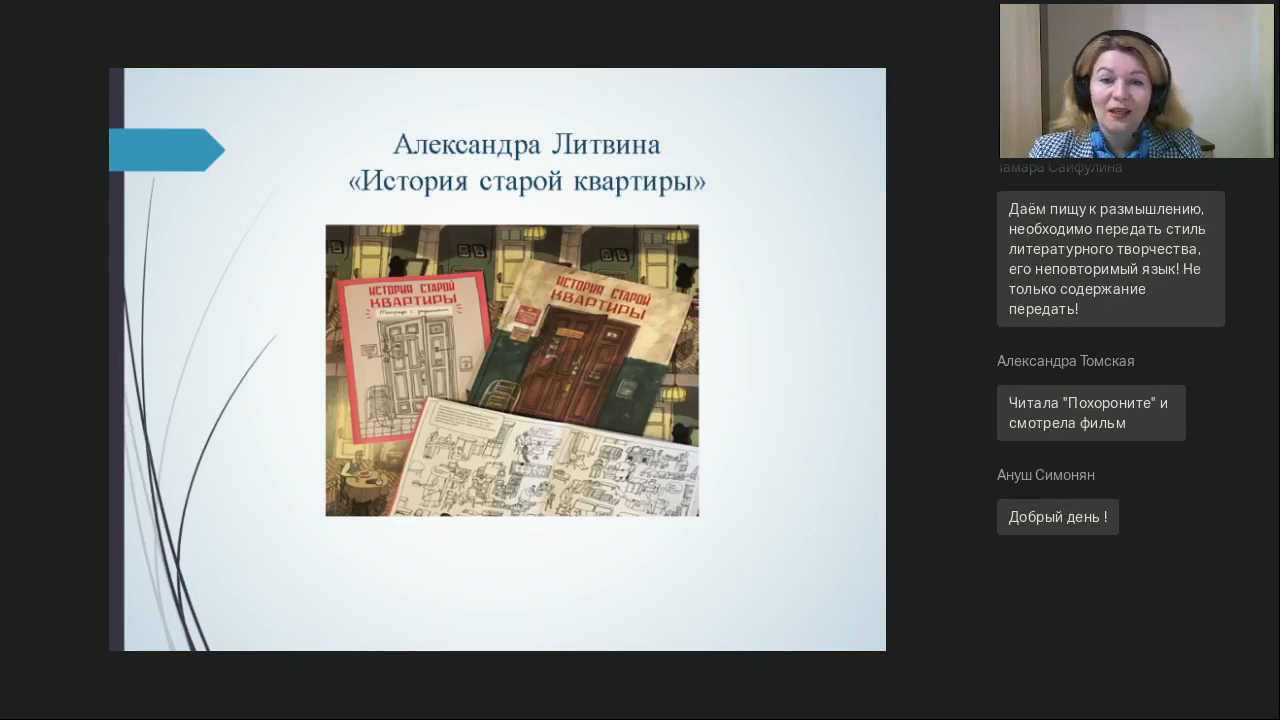 Александра Литвина
«История старой квартиры»
ИСТОРИЯ СТАРОЙ
КВАРТИРЫ
ИСТОРИЯ СТАРОЙ
КВАРТИРЫ
Тамара Сайфулина
Даём пищу к размышлению,
необходимо передать стиль
литературного творчества,
его неповторимый язык! Не
только содержание
передать!
Александра Томская
Читала "Похороните" и
смотрела фильм
Ануш Симонян
Добрый день !